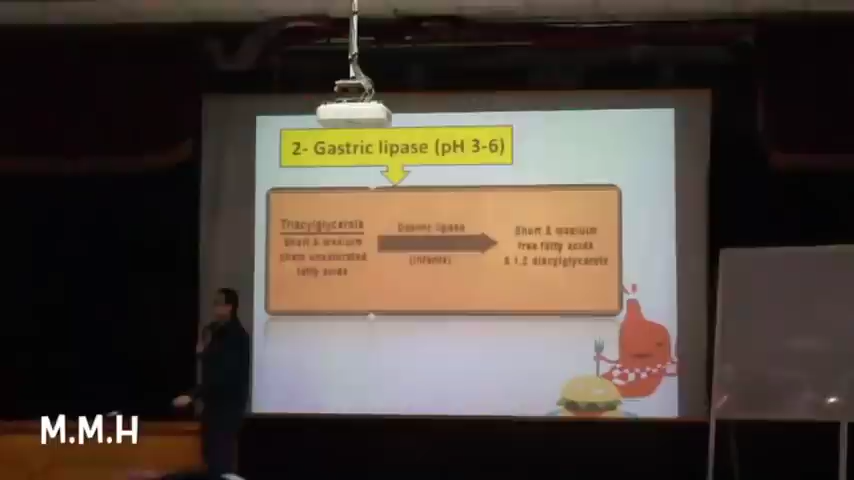 2- Gastric lipase (pH 3-6)
Triacylglycerols
Short & medium
chain unsaturated
fatty acids
Gastric lipase
(infants)
Short & medium
free fatty acids
& 1,2 diacylglycerols
M.M.H